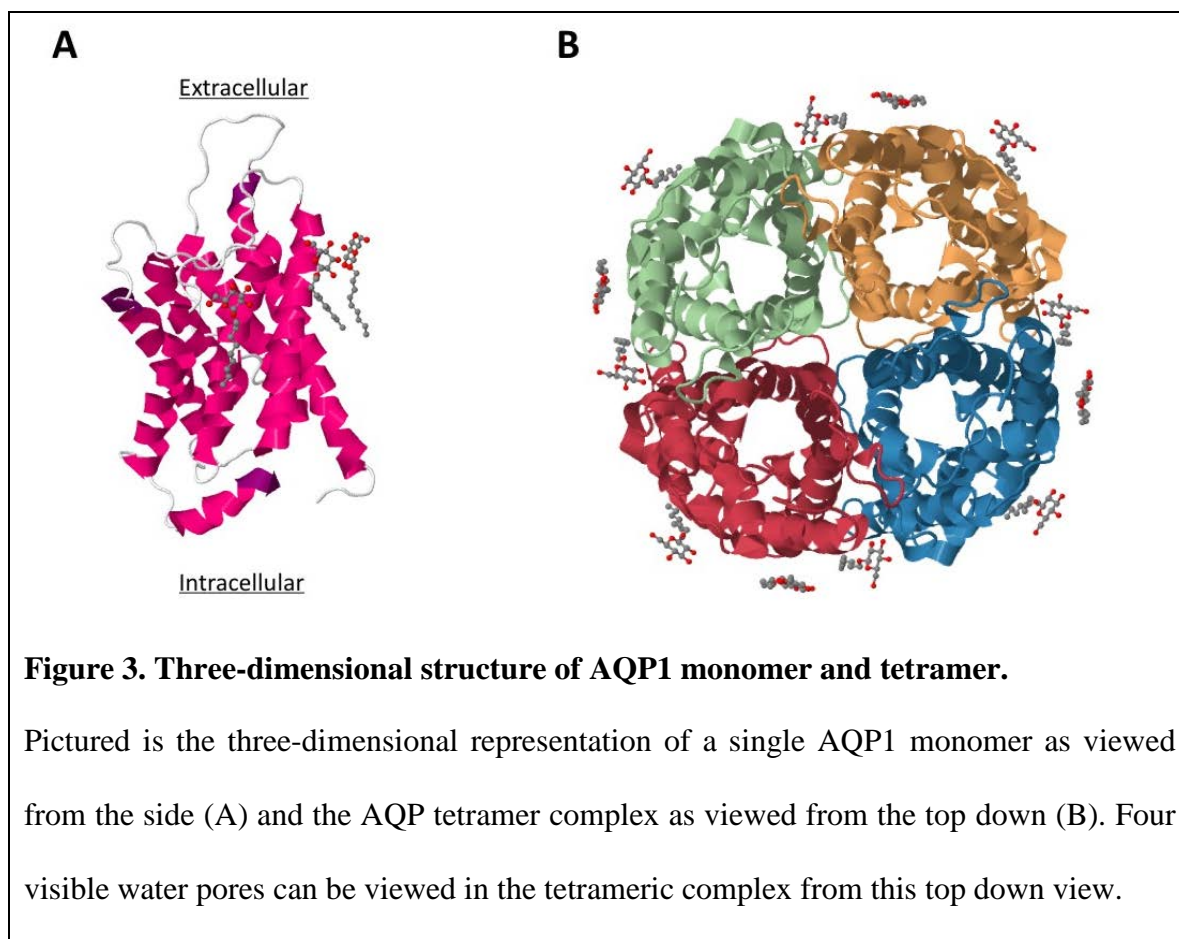 A
B
Extracellular
Intracellular
Figure 3. Three-dimensional structure of AQP1 monomer and tetramer.
Pictured is the three-dimensional representation of a single AQP1 monomer as viewed
from the side (A) and the AQP tetramer complex as viewed from the top down (B). Four
visible water pores can be viewed in the tetrameric complex from this top down view.